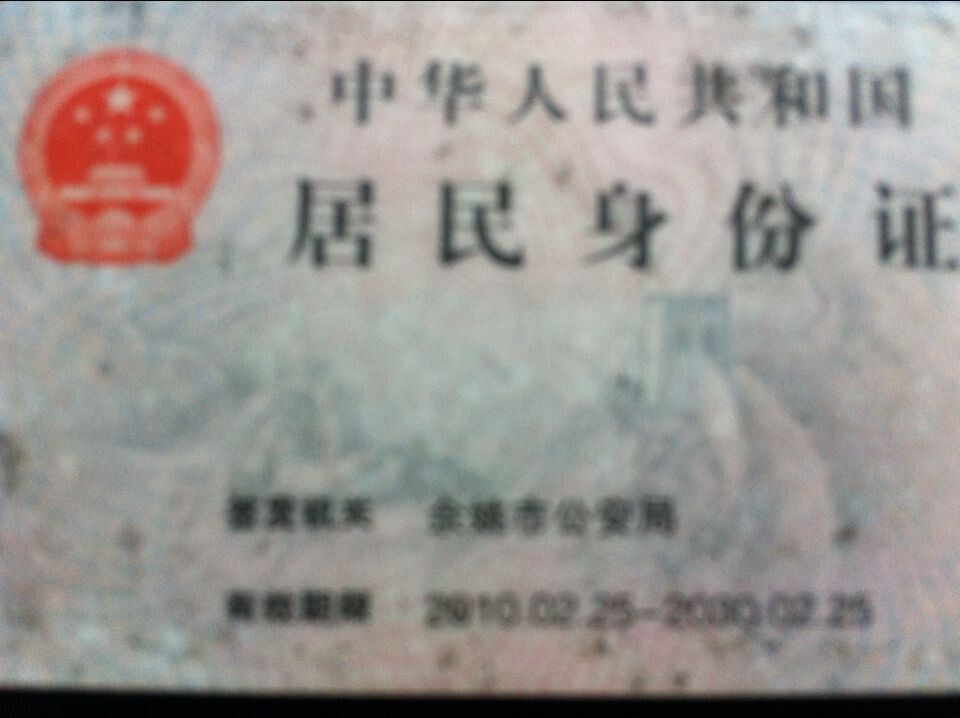 中华人民共和国
居民身份证
签发机关 余姚市公安局
有效期限 2010.02.25-2030.02.25